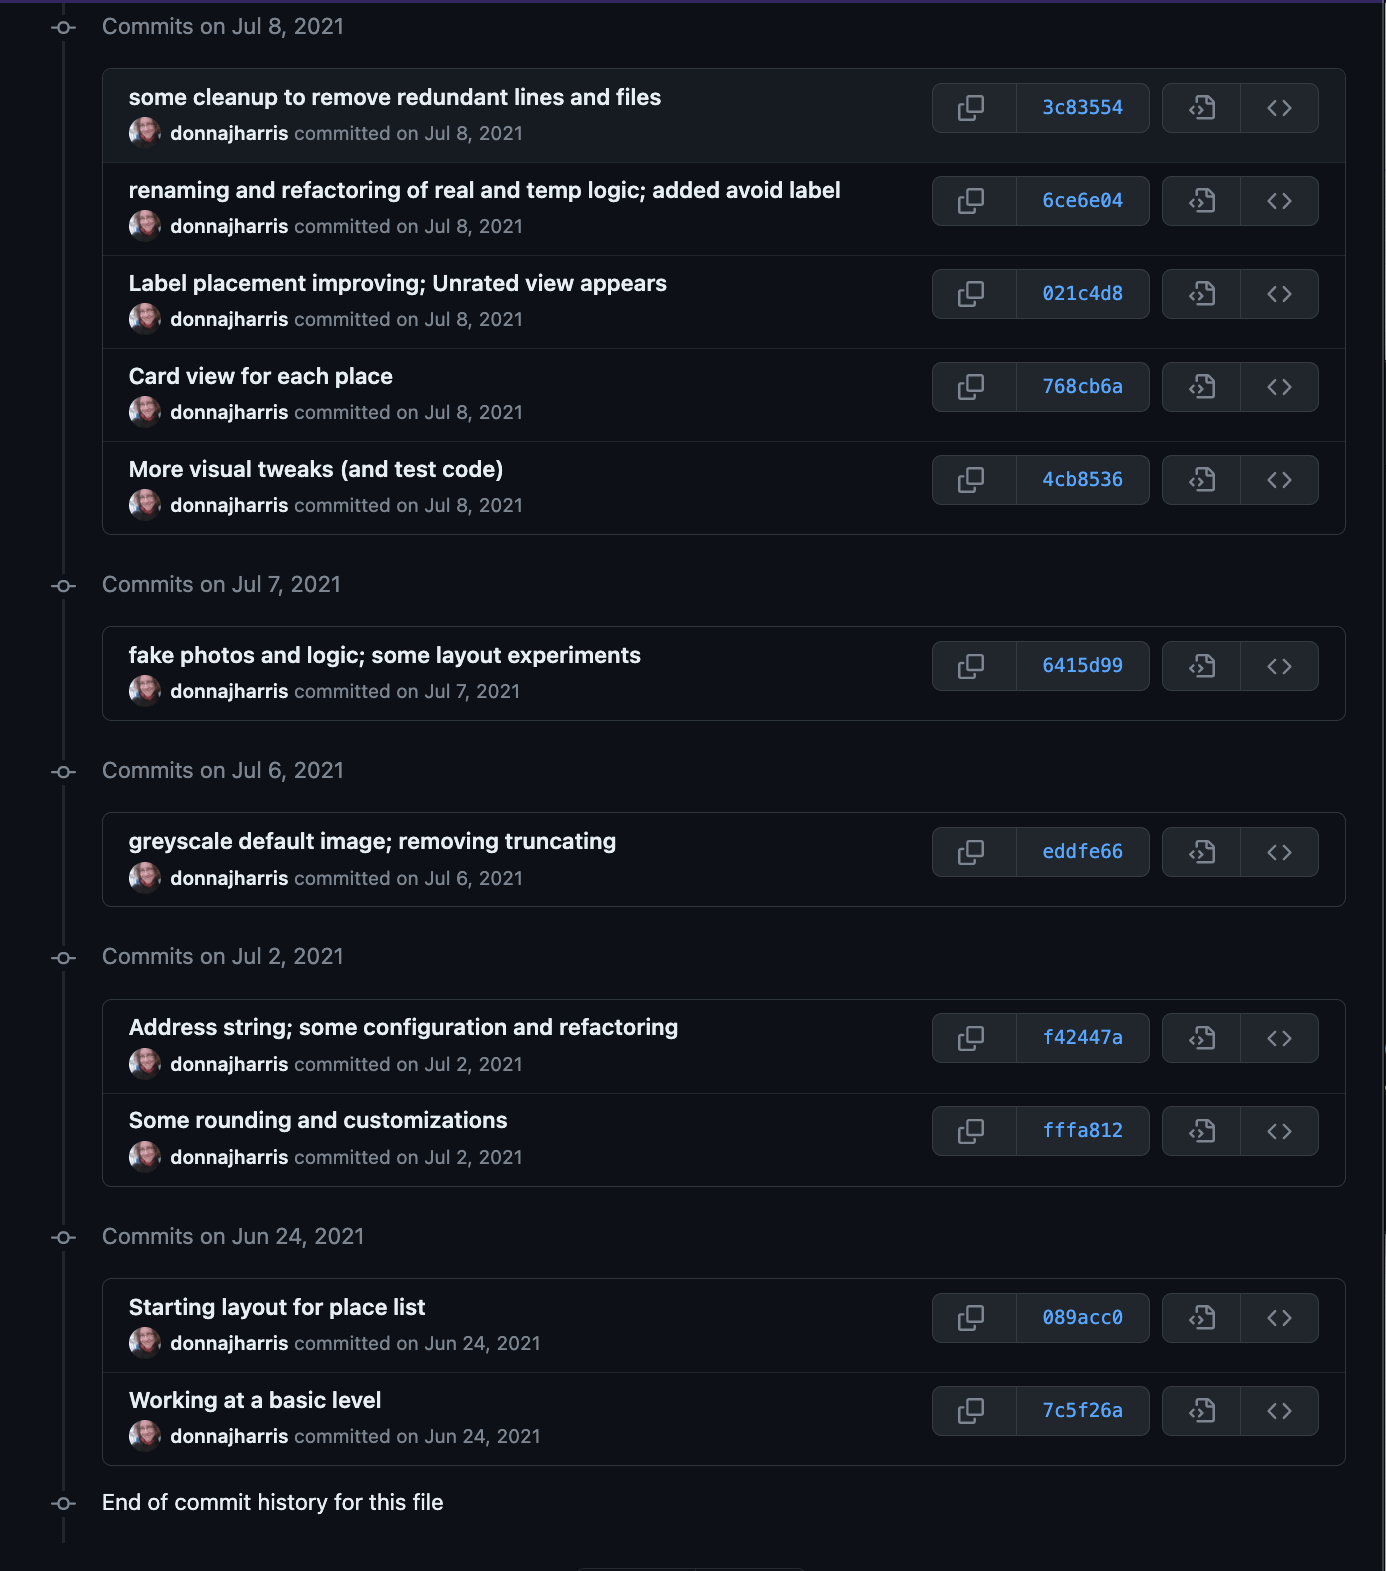 Commits on Jul 8, 2021
some cleanup to remove redundant lines and files
3c83554
donnajharris committed on Jul 8, 2021
renaming and refactoring of real and temp logic; added avoid label
6ce6e04
donnajharris committed on Jul 8, 2021
Label placement improving; Unrated view appears
021c4d8
donnajharris committed on Jul 8, 2021
Card view for each place
768cb6a
donnajharris committed on Jul 8, 2021
More visual tweaks (and test code)
4cb8536
donnajharris committed on Jul 8, 2021
Commits on Jul 7, 2021
fake photos and logic; some layout experiments
6415d99
donnajharris committed on Jul 7, 2021
Commits on Jul 6, 2021
greyscale default image; removing truncating
eddfe66
donnajharris committed on Jul 6, 2021
Commits on Jul 2, 2021
Address string; some configuration and refactoring
f42447a
donnajharris committed on Jul 2, 2021
Some rounding and customizations
fffa812
donnajharris committed on Jul 2, 2021
Commits on Jun 24, 2021
Starting layout for place list
089acc0
donnajharris committed on Jun 24, 2021
Working at a basic level
7c5f26a
donnajharris committed on Jun 24, 2021
End of commit history for this file